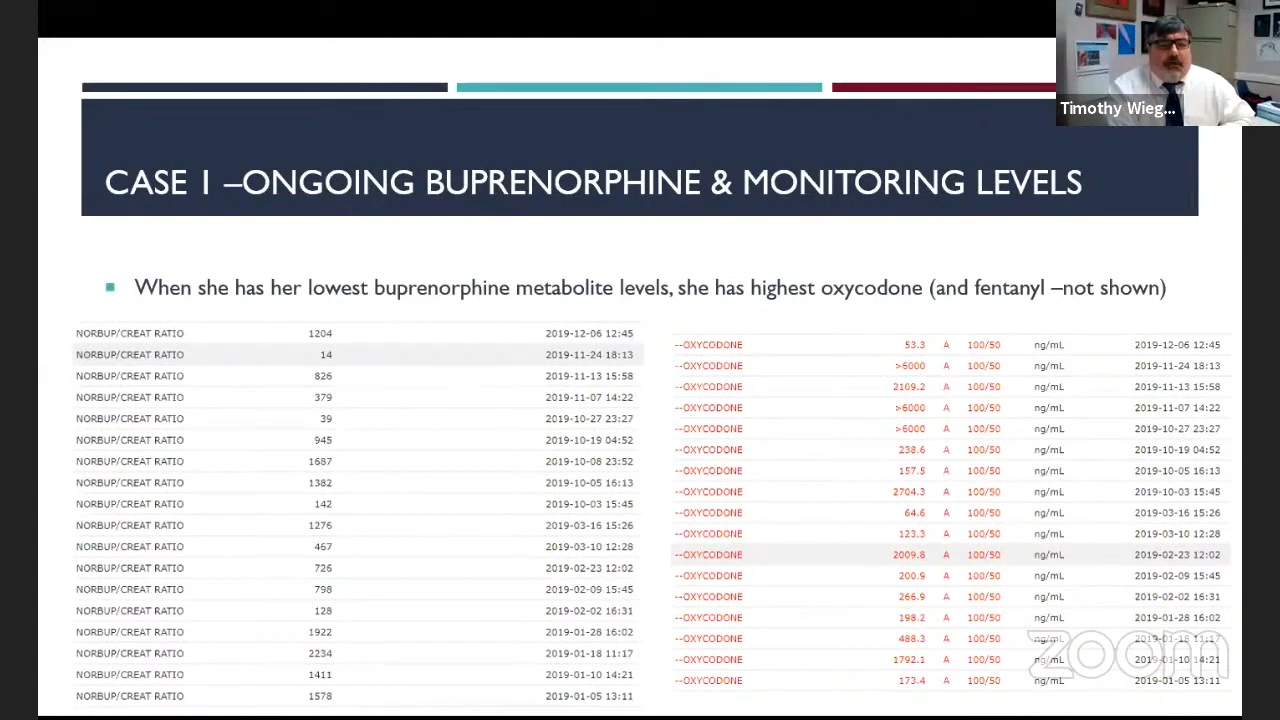 Timothy Wieg...
CASE 1 –ONGOING BUPRENORPHINE & MONITORING LEVELS
When she has her lowest buprenorphine metabolite levels, she has highest oxycodone (and fentanyl –not shown)
NORBUP/CREAT RATIO 1204 2019-12-06 12:45
NORBUP/CREAT RATIO 14 2019-11-24 18:13
NORBUP/CREAT RATIO 826 2019-11-13 15:58
NORBUP/CREAT RATIO 379 2019-11-07 14:22
NORBUP/CREAT RATIO 39 2019-10-27 23:27
NORBUP/CREAT RATIO 945 2019-10-19 04:52
NORBUP/CREAT RATIO 1687 2019-10-08 23:52
NORBUP/CREAT RATIO 1382 2019-10-05 16:13
NORBUP/CREAT RATIO 142 2019-10-03 15:45
NORBUP/CREAT RATIO 1276 2019-03-16 15:26
NORBUP/CREAT RATIO 467 2019-03-10 12:28
NORBUP/CREAT RATIO 726 2019-02-23 12:02
NORBUP/CREAT RATIO 798 2019-02-09 15:45
NORBUP/CREAT RATIO 128 2019-02-02 16:31
NORBUP/CREAT RATIO 1922 2019-01-28 16:02
NORBUP/CREAT RATIO 2234 2019-01-18 11:17
NORBUP/CREAT RATIO 1411 2019-01-10 14:21
NORBUP/CREAT RATIO 1578 2019-01-05 13:11
--OXYCODONE 53.3 A 100/50 ng/mL 2019-12-06 12:45
--OXYCODONE >6000 A 100/50 ng/mL 2019-11-24 18:13
--OXYCODONE 2109.2 A 100/50 ng/mL 2019-11-13 15:58
--OXYCODONE >6000 A 100/50 ng/mL 2019-11-07 14:22
--OXYCODONE >6000 A 100/50 ng/mL 2019-10-27 23:27
--OXYCODONE 238.6 A 100/50 ng/mL 2019-10-19 04:52
--OXYCODONE 157.5 A 100/50 ng/mL 2019-10-05 16:13
--OXYCODONE 2704.3 A 100/50 ng/mL 2019-10-03 15:45
--OXYCODONE 64.6 A 100/50 ng/mL 2019-03-16 15:26
--OXYCODONE 123.3 A 100/50 ng/mL 2019-03-10 12:28
--OXYCODONE 2009.8 A 100/50 ng/mL 2019-02-23 12:02
--OXYCODONE 200.9 A 100/50 ng/mL 2019-02-09 15:45
--OXYCODONE 266.9 A 100/50 ng/mL 2019-02-02 16:31
--OXYCODONE 198.2 A 100/50 ng/mL 2019-01-28 16:02
--OXYCODONE 488.3 A 100/50 ng/mL 2019-01-18 11:17
--OXYCODONE 1792.1 A 100/50 ng/mL 2019-01-10 14:21
--OXYCODONE 173.4 A 100/50 ng/mL 2019-01-05 13:11
zoom